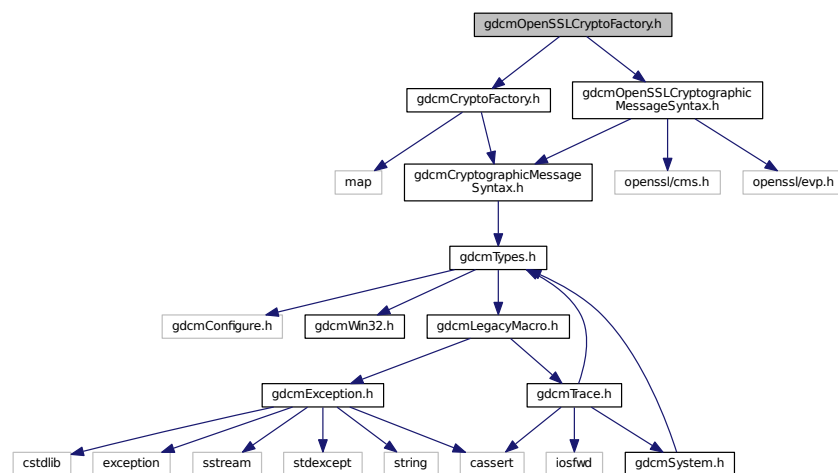 gdcmOpenSSLCryptoFactory.h
gdcmCryptoFactory.h
gdcmOpenSSLCryptographic
MessageSyntax.h
map
gdcmCryptographicMessage
Syntax.h
openssl/cms.h
openssl/evp.h
gdcmTypes.h
gdcmConfigure.h
gdcmWin32.h
gdcmLegacyMacro.h
gdcmException.h
gdcmTrace.h
cstdlib
exception
sstream
stdexcept
string
cassert
iosfwd
gdcmSystem.h